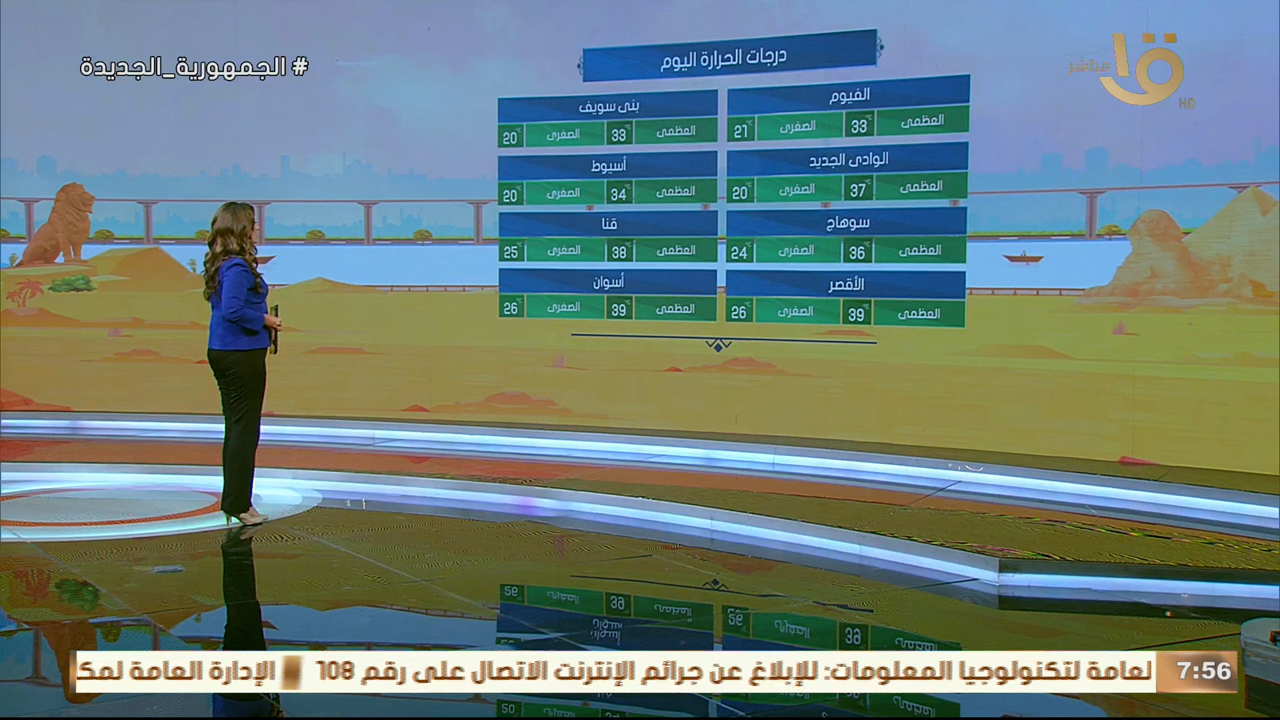 #الجمهورية_الجديدة
مباشر
HD
درجات الحرارة اليوم
الفيوم
العظمى 33 الصغرى 21
بنى سويف
العظمى 33 الصغرى 20
الوادى الجديد
العظمى 37 الصغرى 20
أسيوط
العظمى 34 الصغرى 20
سوهاج
العظمى 36 الصغرى 24
قنا
العظمى 38 الصغرى 25
الأقصر
العظمى 39 الصغرى 26
أسوان
العظمى 39 الصغرى 26
7:56
لعامة لتكنولوجيا المعلومات: للإبلاغ عن جرائم الإنترنت الاتصال على رقم 108 الإدارة العامة لمك